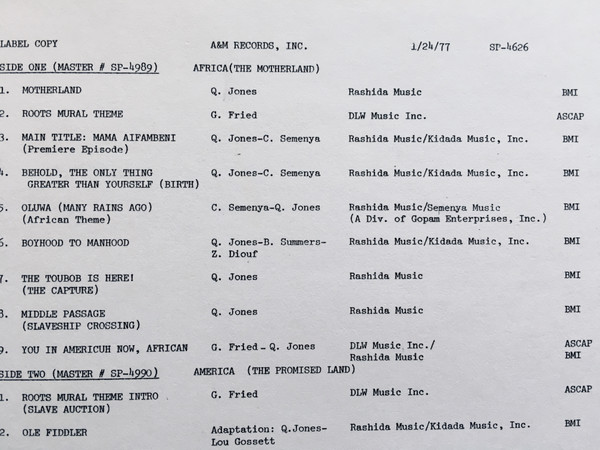 LABEL COPY A&M RECORDS, INC. 1/24/77 SP-4626
SIDE ONE (MASTER # SP-4989) AFRICA(THE MOTHERLAND)
1. MOTHERLAND Q. Jones Rashida Music BMI
2. ROOTS MURAL THEME G. Fried DLW Music Inc. ASCAP
3. MAIN TITLE: MAMA AIFAMBENI Q. Jones-C. Semenya Rashida Music/Kidada Music, Inc. BMI
(Premiere Episode)
4. BEHOLD, THE ONLY THING Q. Jones-C. Semenya Rashida Music/Kidada Music, Inc. BMI
GREATER THAN YOURSELF (BIRTH)
5. OLUWA (MANY RAINS AGO) C. Semenya-Q. Jones Rashida Music/Semenya Music BMI
(African Theme) (A Div. of Gopam Enterprises, Inc.)
6. BOYHOOD TO MANHOOD Q. Jones-B. Summers- Rashida Music/Kidada Music, Inc. BMI
Z. Diouf
7. THE TOUBOB IS HERE! Q. Jones Rashida Music BMI
(THE CAPTURE)
8. MIDDLE PASSAGE Q. Jones Rashida Music BMI
(SLAVESHIP CROSSING)
9. YOU IN AMERICUH NOW, AFRICAN G. Fried-Q. Jones DLW Music Inc./ ASCAP
Rashida Music BMI
SIDE TWO (MASTER # SP-4990) AMERICA (THE PROMISED LAND)
1. ROOTS MURAL THEME INTRO G. Fried DLW Music Inc. ASCAP
(SLAVE AUCTION)
2. OLE FIDDLER Adaptation: Q.Jones- Rashida Music/Kidada Music, Inc. BMI
Lou Gossett